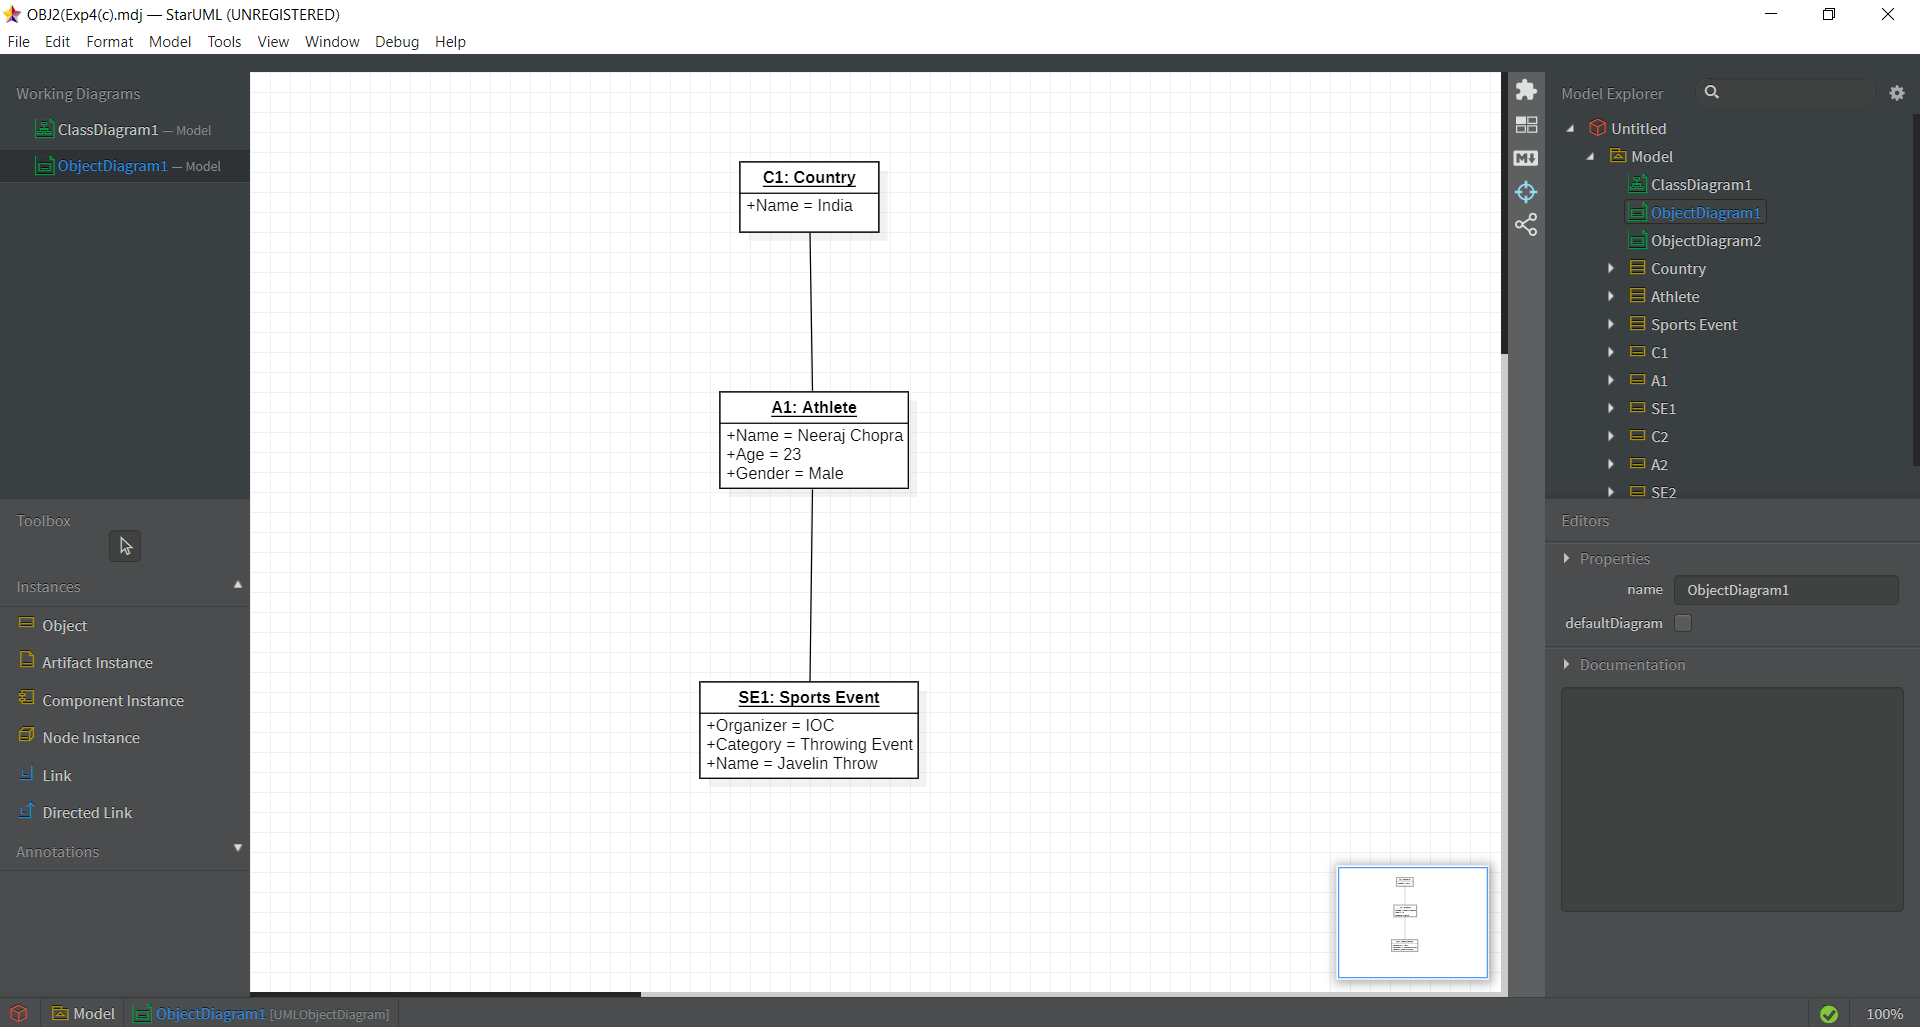 OBJ2(Exp4(c).mdj — StarUML (UNREGISTERED)
File Edit Format Model Tools View Window Debug Help
Working Diagrams
ClassDiagram1 — Model
ObjectDiagram1 — Model
Toolbox
Instances
Object
Artifact Instance
Component Instance
Node Instance
Link
Directed Link
Annotations
C1: Country
+Name = India
A1: Athlete
+Name = Neeraj Chopra
+Age = 23
+Gender = Male
SE1: Sports Event
+Organizer = IOC
+Category = Throwing Event
+Name = Javelin Throw
M
Model Explorer
Untitled
Model
ClassDiagram1
ObjectDiagram1
ObjectDiagram2
Country
Athlete
Sports Event
C1
A1
SE1
C2
A2
SE2
Editors
Properties
name ObjectDiagram1
defaultDiagram
Documentation
Model ObjectDiagram1 [UMLObjectDiagram]
100%